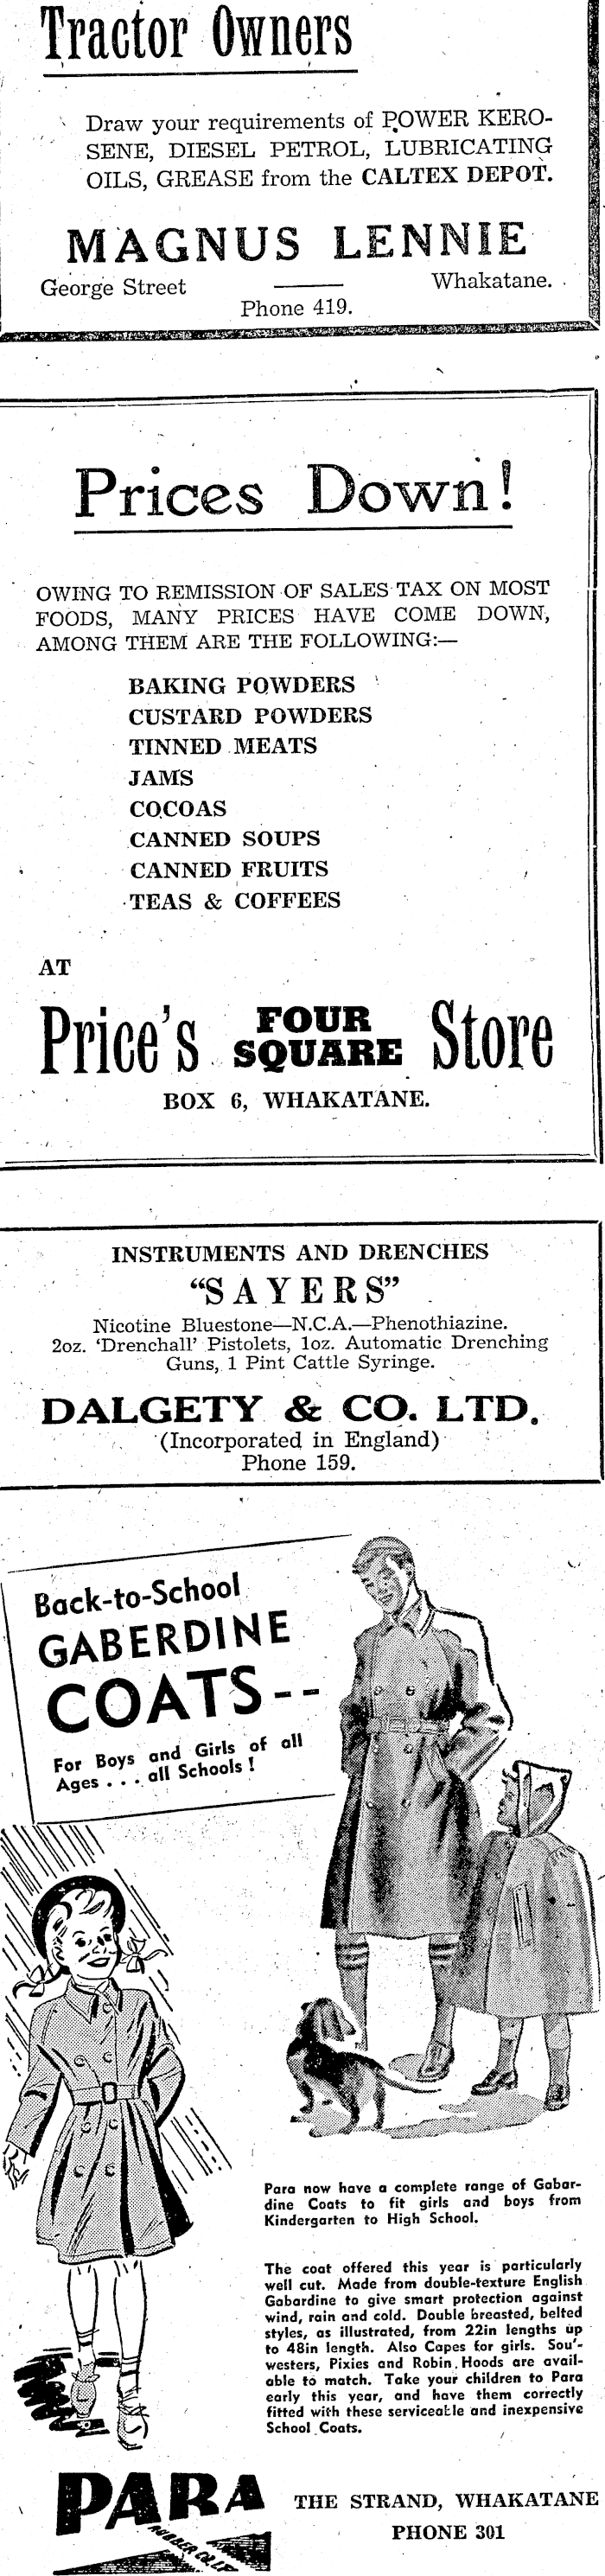 Tractor Owners
Draw your requirements of POWER KERO-
SENE, DIESEL PETROL, LUBRICATING
OILS, GREASE from the CALTEX DEPOT.
MAGNUS LENNIE
George Street Whakatane.
Phone 419.
Prices Down!
OWING TO REMISSION OF SALES TAX ON MOST
FOODS, MANY PRICES HAVE COME DOWN,
AMONG THEM ARE THE FOLLOWING:—
BAKING POWDERS
CUSTARD POWDERS
TINNED MEATS
JAMS
COCOAS
CANNED SOUPS
CANNED FRUITS
TEAS & COFFEES
AT
Price's FOUR SQUARE Store
BOX 6, WHAKATANE.
INSTRUMENTS AND DRENCHES
"SAYERS"
Nicotine Bluestone—N.C.A.—Phenothiazine.
2oz. 'Drenchall' Pistolets, 1oz. Automatic Drenching
Guns, 1 Pint Cattle Syringe.
DALGETY & CO. LTD.
(Incorporated in England)
Phone 159.
Back-to-School
GABERDINE
COATS--
For Boys and Girls of all
Ages . . . all Schools!
Para now have a complete range of Gabar-
dine Coats to fit girls and boys from
Kindergarten to High School.
The coat offered this year is particularly
well cut. Made from double-texture English
Gabardine to give smart protection against
wind, rain and cold. Double breasted, belted
styles, as illustrated, from 22in lengths up
to 48in length. Also Capes for girls. Sou'-
westers, Pixies and Robin Hoods are avail-
able to match. Take your children to Para
early this year, and have them correctly
fitted with these serviceable and inexpensive
School Coats.
PARA
RUBBER CO. LTD
THE STRAND, WHAKATANE
PHONE 301